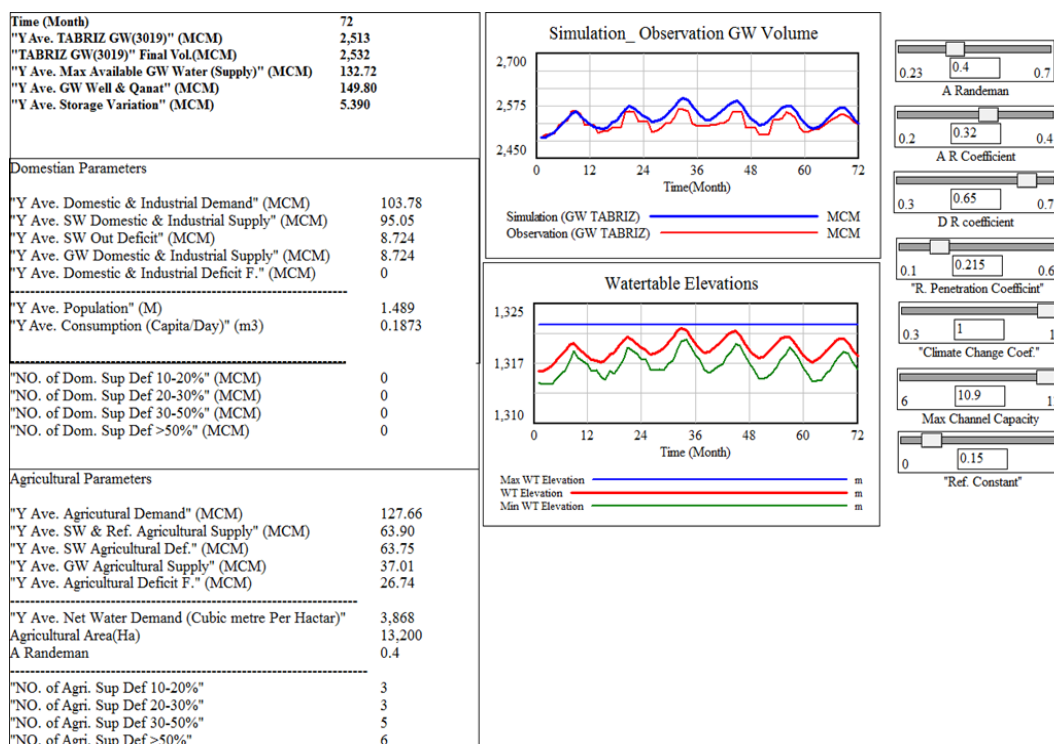 Time (Month) 72
"Y Ave. TABRIZ GW(3019)" (MCM) 2,513
"TABRIZ GW(3019)" Final Vol.(MCM) 2,532
"Y Ave. Max Available GW Water (Supply)" (MCM) 132.72
"Y Ave. GW Well & Qanat" (MCM) 149.80
"Y Ave. Storage Variation" (MCM) 5.390
Domestian Parameters
"Y Ave. Domestic & Industrial Demand" (MCM) 103.78
"Y Ave. SW Domestic & Industrial Supply" (MCM) 95.05
"Y Ave. SW Out Deficit" (MCM) 8.724
"Y Ave. GW Domestic & Industrial Supply" (MCM) 8.724
"Y Ave. Domestic & Industrial Deficit F." (MCM) 0
"Y Ave. Population" (M) 1.489
"Y Ave. Consumption (Capita/Day)" (m3) 0.1873
"NO. of Dom. Sup Def 10-20%" (MCM) 0
"NO. of Dom. Sup Def 20-30%" (MCM) 0
"NO. of Dom. Sup Def 30-50%" (MCM) 0
"NO. of Dom. Sup Def >50%" (MCM) 0
Agricultural Parameters
"Y Ave. Agricutural Demand" (MCM) 127.66
"Y Ave. SW & Ref. Agricultural Supply" (MCM) 63.90
"Y Ave. SW Agricultural Def." (MCM) 63.75
"Y Ave. GW Agricultural Supply" (MCM) 37.01
"Y Ave. Agricultural Deficit F." (MCM) 26.74
"Y Ave. Net Water Demand (Cubic metre Per Hactar)" 3,868
Agricultural Area(Ha) 13,200
A Randeman 0.4
"NO. of Agri. Sup Def 10-20%" 3
"NO. of Agri. Sup Def 20-30%" 3
"NO. of Agri. Sup Def 30-50%" 5
"NO. of Agri. Sup Def >50%" 6
Simulation_ Observation GW Volume
2,700
2,575
2,450
0 12 24 36 48 60 72
Time(Month)
Simulation (GW TABRIZ) MCM
Observation (GW TABRIZ) MCM
Watertable Elevations
1,325
1,317
1,310
0 12 24 36 48 60 72
Time (Month)
Max WT Elevation m
WT Elevation m
Min WT Elevation m
0.23 0.4 0.7
A Randeman
0.2 0.32 0.4
A R Coefficient
0.3 0.65 0.7
D R coefficient
0.1 0.215 0.6
"R. Penetration Coefficint"
0.3 1 1
"Climate Change Coef."
6 10.9
Max Channel Capacity
0 0.15
"Ref. Constant"